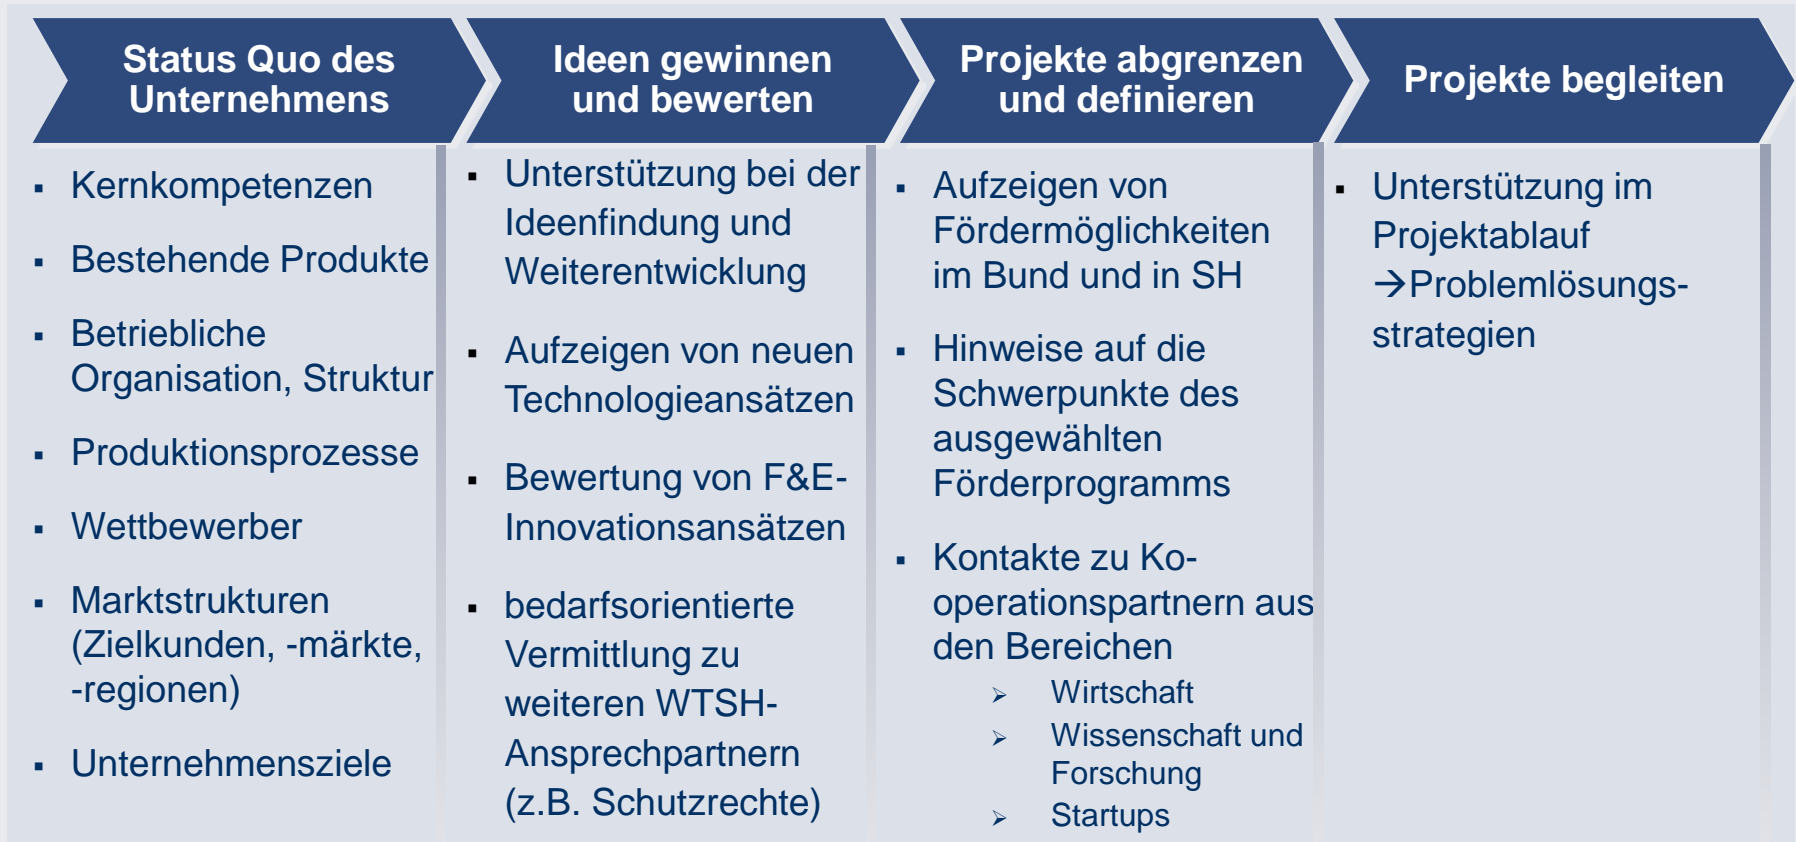 Status Quo des
Unternehmens
▪ Kernkompetenzen
▪ Bestehende Produkte
▪ Betriebliche
Organisation, Struktur
▪ Produktionsprozesse
▪ Wettbewerber
▪ Marktstrukturen
(Zielkunden, -märkte,
-regionen)
▪ Unternehmensziele
Ideen gewinnen
und bewerten
▪ Unterstützung bei der
Ideenfindung und
Weiterentwicklung
▪ Aufzeigen von neuen
Technologieansätzen
▪ Bewertung von F&E-
Innovationsansätzen
▪ bedarfsorientierte
Vermittlung zu
weiteren WTSH-
Ansprechpartnern
(z.B. Schutzrechte)
Projekte abgrenzen
und definieren
▪ Aufzeigen von
Fördermöglichkeiten
im Bund und in SH
▪ Hinweise auf die
Schwerpunkte des
ausgewählten
Förderprogramms
▪ Kontakte zu Ko-
operationspartnern aus
den Bereichen
➢ Wirtschaft
➢ Wissenschaft und
Forschung
➢ Startups
Projekte begleiten
▪ Unterstützung im
Projektablauf
→Problemlösungs-
strategien